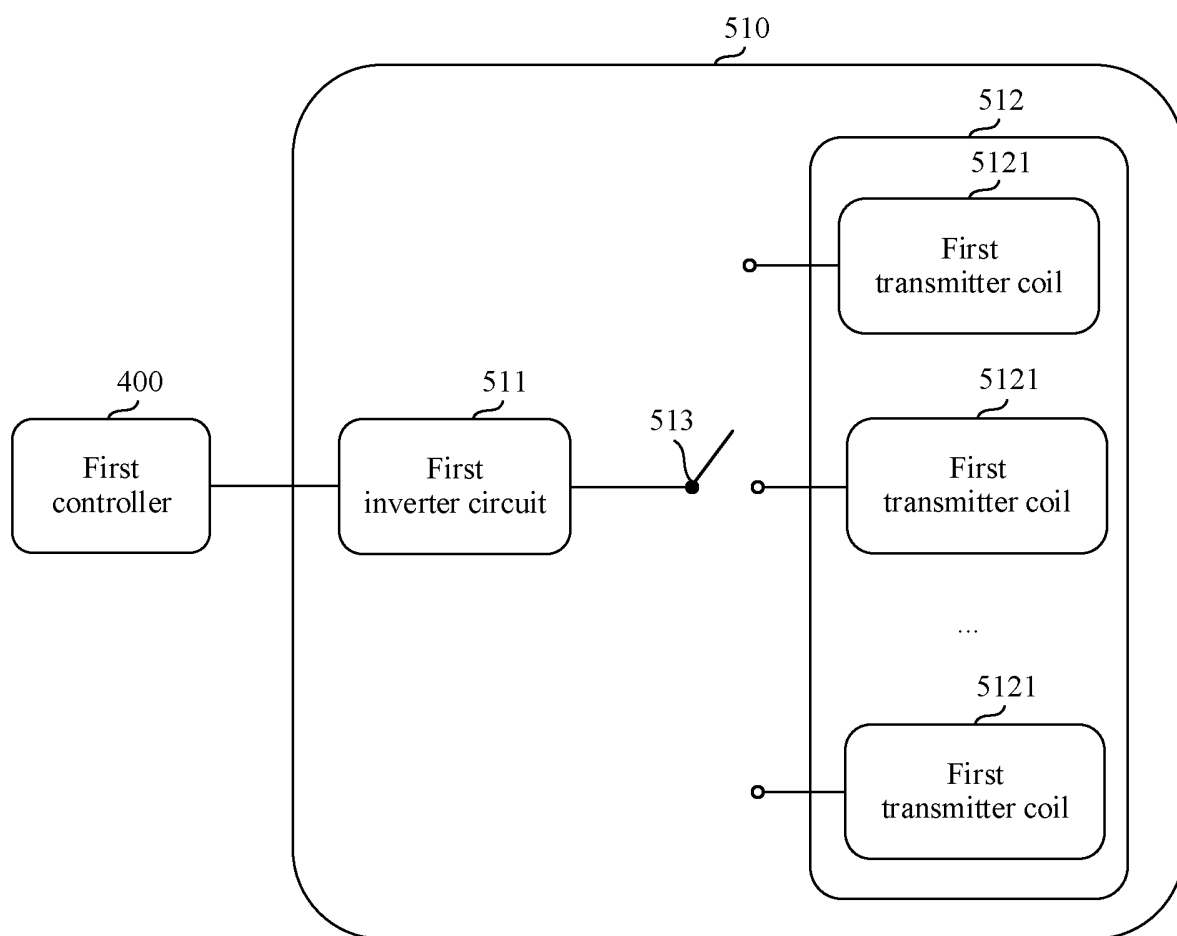 510
512
5121
First
transmitter coil
400
First
controller
511
First
inverter circuit
513
5121
First
transmitter coil
...
5121
First
transmitter coil